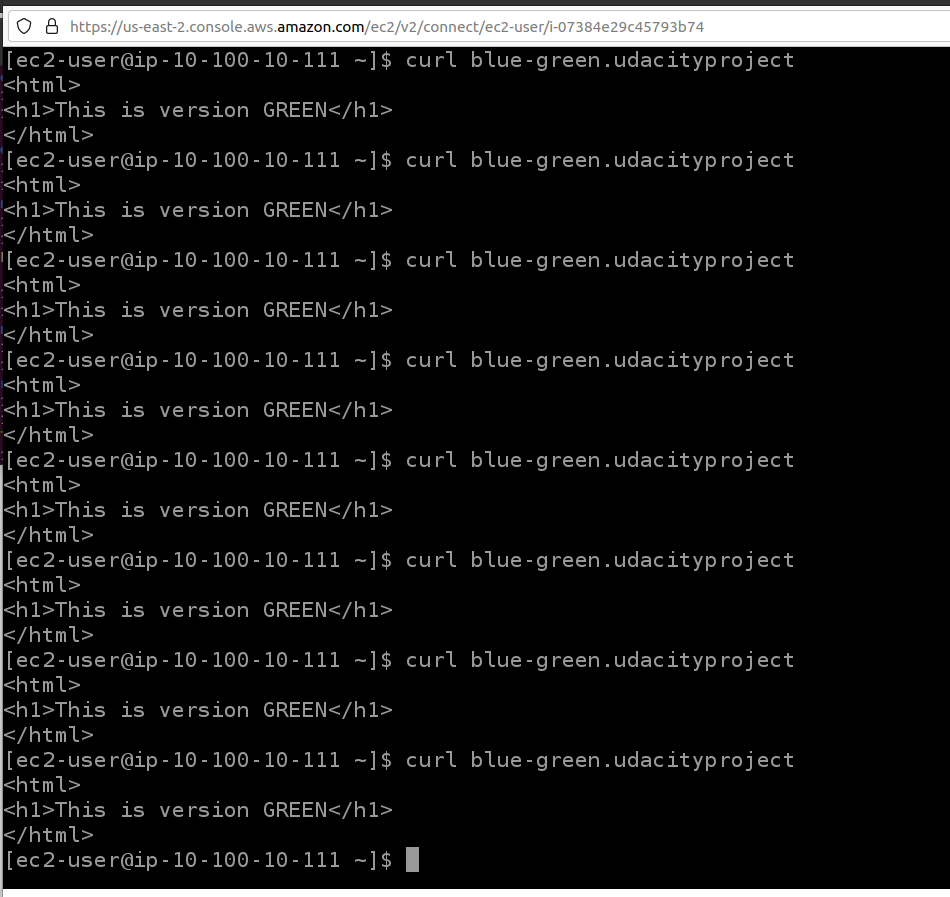 https://us-east-2.console.aws.amazon.com/ec2/v2/connect/ec2-user/i-07384e29c45793b74
[ec2-user@ip-10-100-10-111 ~]$ curl blue-green.udacityproject
<html>
<h1>This is version GREEN</h1>
</html>
[ec2-user@ip-10-100-10-111 ~]$ curl blue-green.udacityproject
<html>
<h1>This is version GREEN</h1>
</html>
[ec2-user@ip-10-100-10-111 ~]$ curl blue-green.udacityproject
<html>
<h1>This is version GREEN</h1>
</html>
[ec2-user@ip-10-100-10-111 ~]$ curl blue-green.udacityproject
<html>
<h1>This is version GREEN</h1>
</html>
[ec2-user@ip-10-100-10-111 ~]$ curl blue-green.udacityproject
<html>
<h1>This is version GREEN</h1>
</html>
[ec2-user@ip-10-100-10-111 ~]$ curl blue-green.udacityproject
<html>
<h1>This is version GREEN</h1>
</html>
[ec2-user@ip-10-100-10-111 ~]$ curl blue-green.udacityproject
<html>
<h1>This is version GREEN</h1>
</html>
[ec2-user@ip-10-100-10-111 ~]$ curl blue-green.udacityproject
<html>
<h1>This is version GREEN</h1>
</html>
[ec2-user@ip-10-100-10-111 ~]$